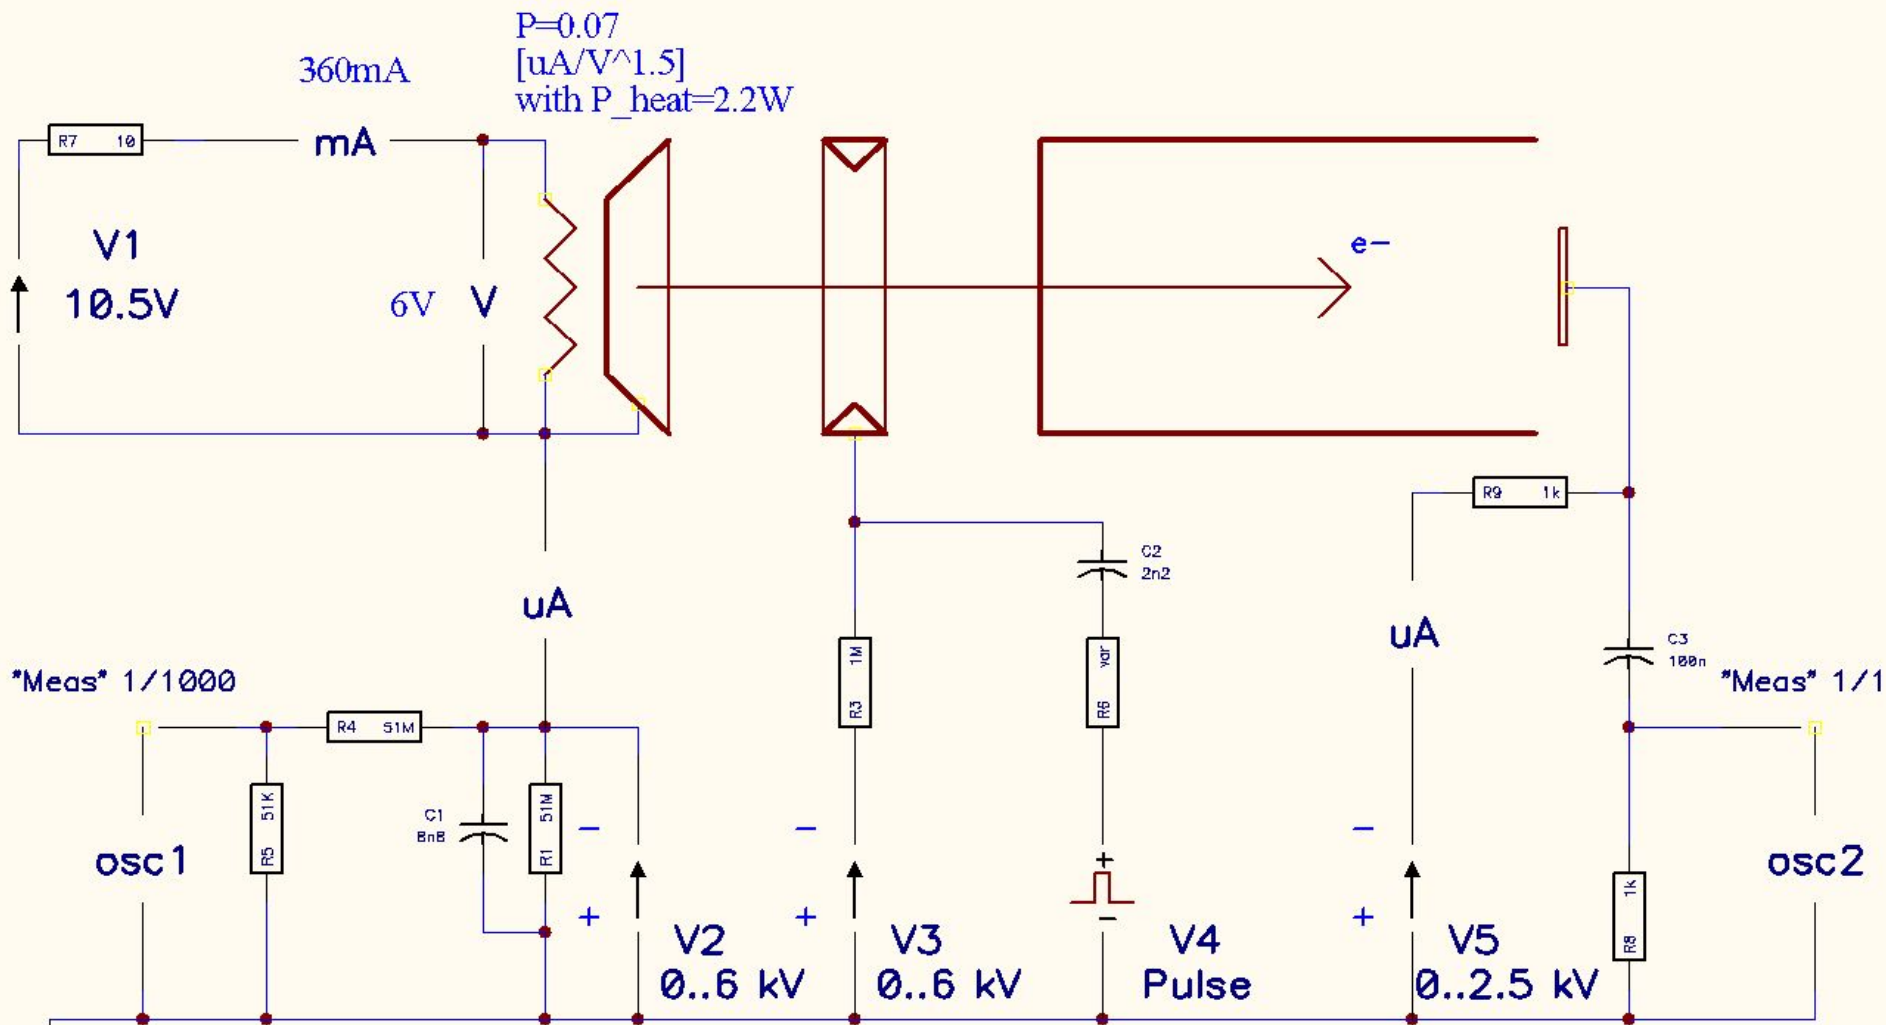 P=0.07
[uA/V^1.5]
with P_heat=2.2W
360mA
R7 10
mA
V1
10.5V
6V V
e-
R9 1k
C2
2n2
uA
uA
1M
R3
var
R6
C3
100n
"Meas" 1/1000
"Meas" 1/1
R4 51M
51K
R5
C1
8n8
51M
R1
-
-
-
+
osc1
osc2
1k
R8
+
+
+
-
V2
0..6 kV
V3
0..6 kV
V4
Pulse
V5
0..2.5 kV